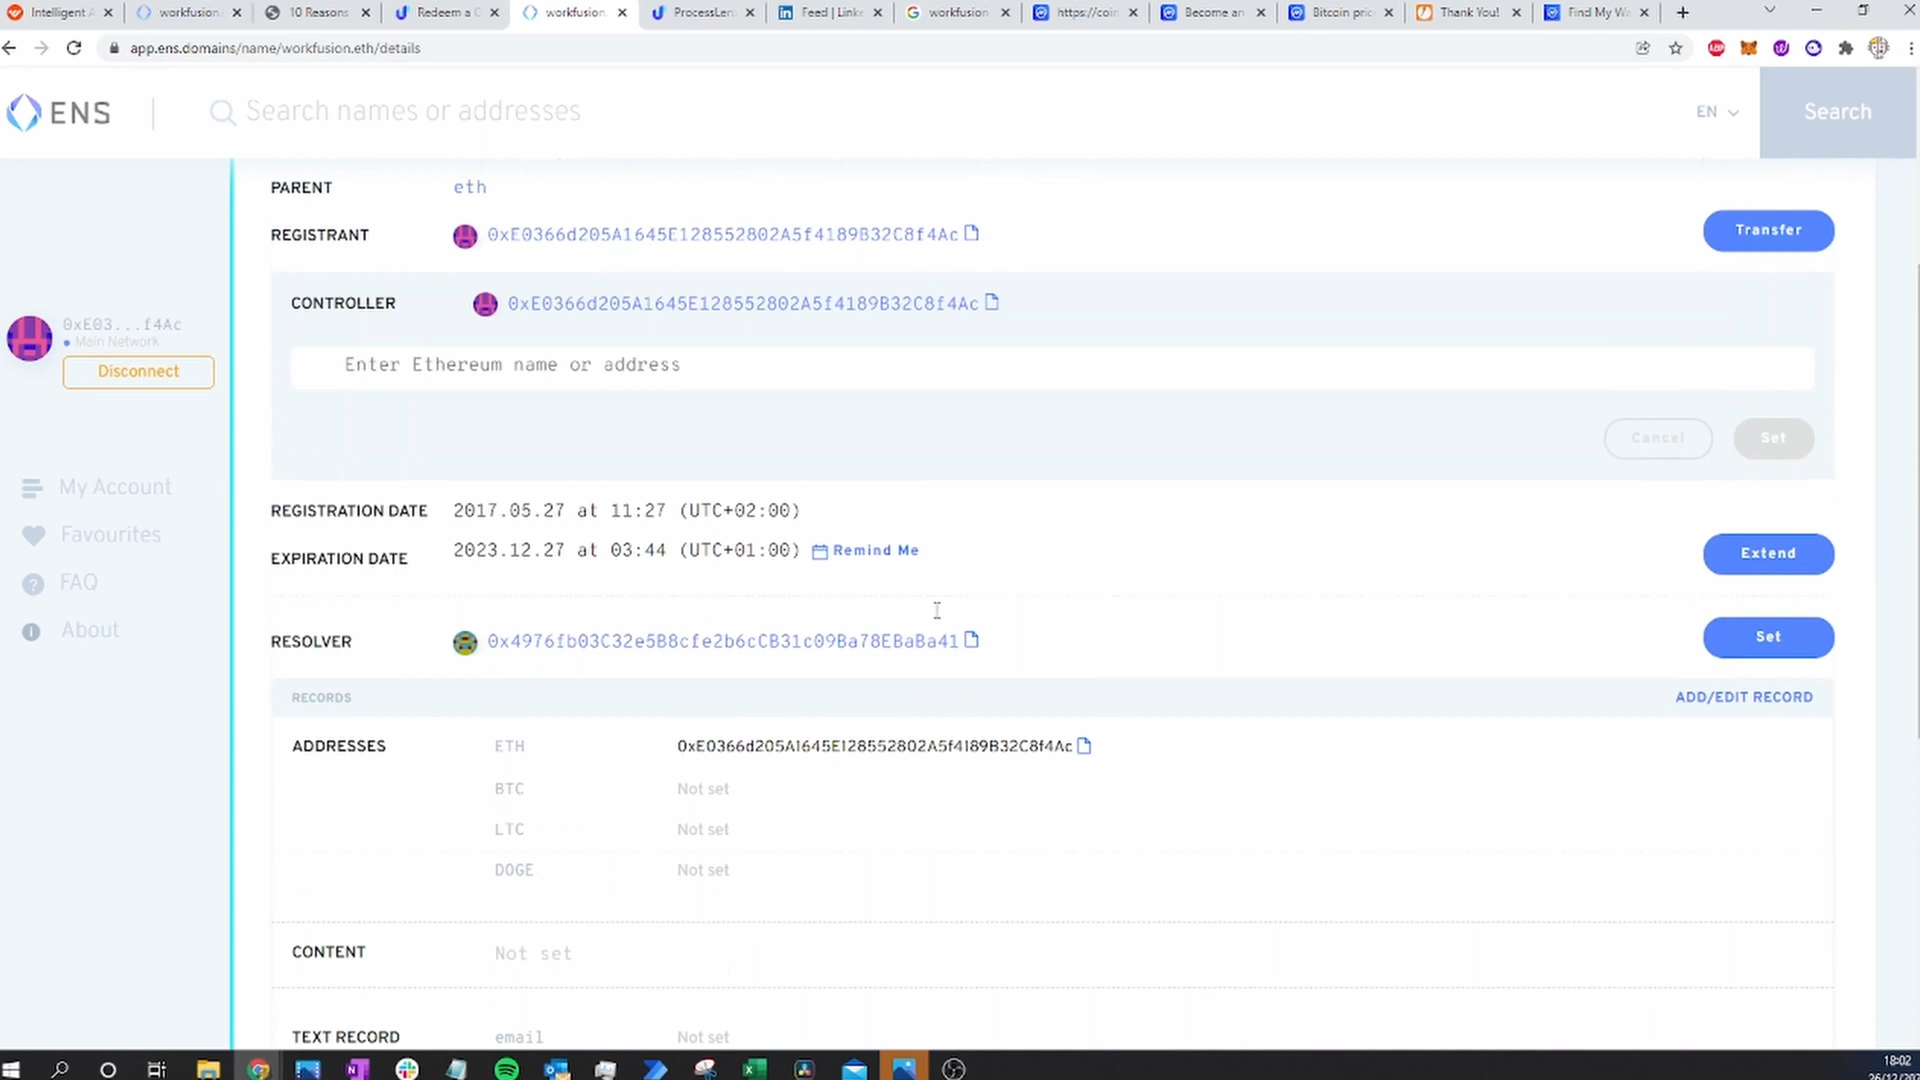 Intelligent A
workfusion.
10 Reasons
Redeem a C
workfusion.
ProcessLen
Feed | Linke
workfusion
https://coin
Become an
Bitcoin pric
Thank You!
Find My Wa
app.ens.domains/name/workfusion.eth/details
ENS
Search names or addresses
EN
Search
PARENT
eth
REGISTRANT
0xE0366d205A1645E128552802A5f4189B32C8f4Ac
Transfer
CONTROLLER
0xE0366d205A1645E128552802A5f4189B32C8f4Ac
0xE03...f4Ac
Main Network
Disconnect
Enter Ethereum name or address
Cancel
Set
My Account
Favourites
FAQ
About
REGISTRATION DATE
2017.05.27 at 11:27 (UTC+02:00)
EXPIRATION DATE
2023.12.27 at 03:44 (UTC+01:00)
Remind Me
Extend
RESOLVER
0x4976fb03C32e5B8cfe2b6cCB31c09Ba78EBaBa41
Set
RECORDS
ADD/EDIT RECORD
ADDRESSES
ETH
0xE0366d205A1645E128552802A5f4189B32C8f4Ac
BTC
Not set
LTC
Not set
DOGE
Not set
CONTENT
Not set
TEXT RECORD
email
Not set
18:02